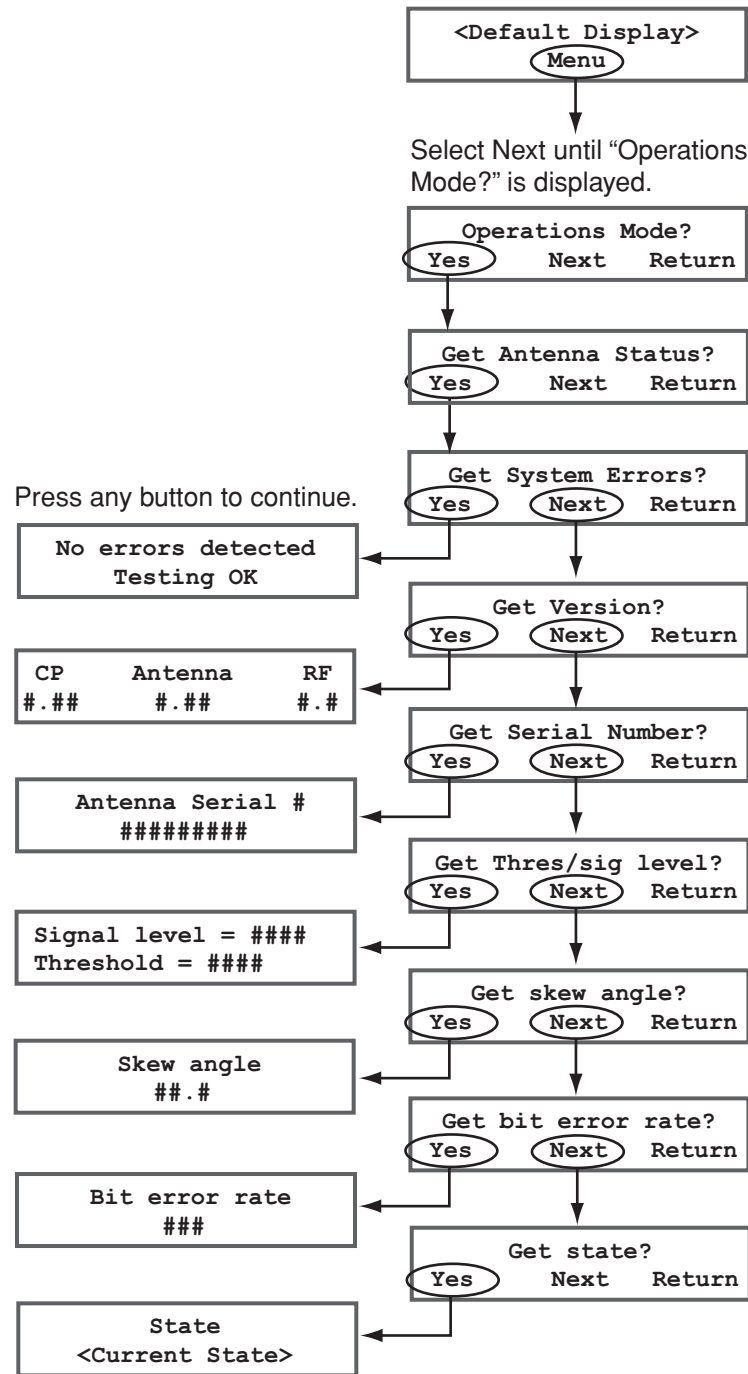 <Default Display>
Menu
Select Next until “Operations
Mode?” is displayed.
Operations Mode?
Yes Next Return
Get Antenna Status?
Yes Next Return
Get System Errors?
Yes Next Return
Press any button to continue.
No errors detected
Testing OK
Get Version?
Yes Next Return
CP Antenna RF
#.## #.## #.#
Get Serial Number?
Yes Next Return
Antenna Serial #
#########
Get Thres/sig level?
Yes Next Return
Signal level = ####
Threshold = ####
Get skew angle?
Yes Next Return
Skew angle
##.#
Get bit error rate?
Yes Next Return
Bit error rate
###
Get state?
Yes Next Return
State
<Current State>